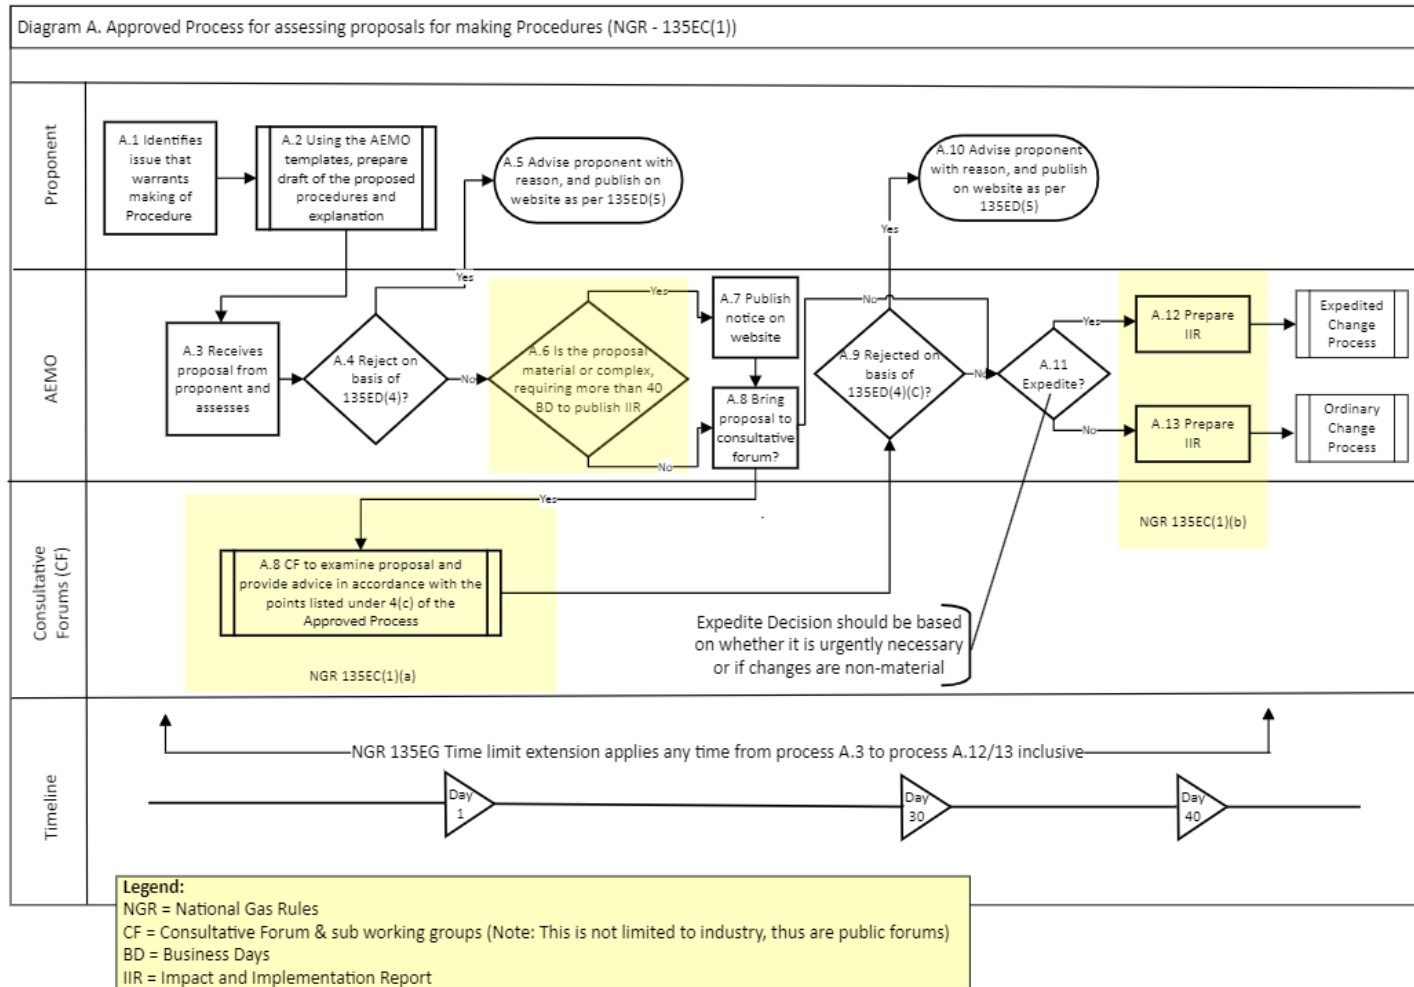 Diagram A. Approved Process for assessing proposals for making Procedures (NGR - 135EC(1))
Proponent
A.1 Identifies
issue that
warrants
making of
Procedure
A.2 Using the AEMO
templates, prepare
draft of the proposed
procedures and
explanation
A.5 Advise proponent with
reason, and publish on
website as per 135ED(5)
A.10 Advise proponent
with reason, and publish
on website as per
135ED(5)
Yes
Yes
AEMO
A.3 Receives
proposal from
proponent and
assesses
A.4 Reject on
basis of
135ED(4)?
No
A.6 Is the proposal
material or complex,
requiring more than 40
BD to publish IIR
Yes
No
A.7 Publish
notice on
website
A.8 Bring
proposal to
consultative
forum?
No
A.9 Rejected on
basis of
135ED(4)(C)?
No
A.11
Expedite?
Yes
No
A.12 Prepare
IIR
A.13 Prepare
IIR
Expedited
Change
Process
Ordinary
Change
Process
NGR 135EC(1)(b)
Consultative
Forums (CF)
Yes
A.8 CF to examine proposal and
provide advice in accordance with the
points listed under 4(c) of the
Approved Process
NGR 135EC(1)(a)
Expedite Decision should be based
on whether it is urgently necessary
or if changes are non-material
Timeline
NGR 135EG Time limit extension applies any time from process A.3 to process A.12/13 inclusive
Day
1
Day
30
Day
40
Legend:
NGR = National Gas Rules
CF = Consultative Forum & sub working groups (Note: This is not limited to industry, thus are public forums)
BD = Business Days
IIR = Impact and Implementation Report